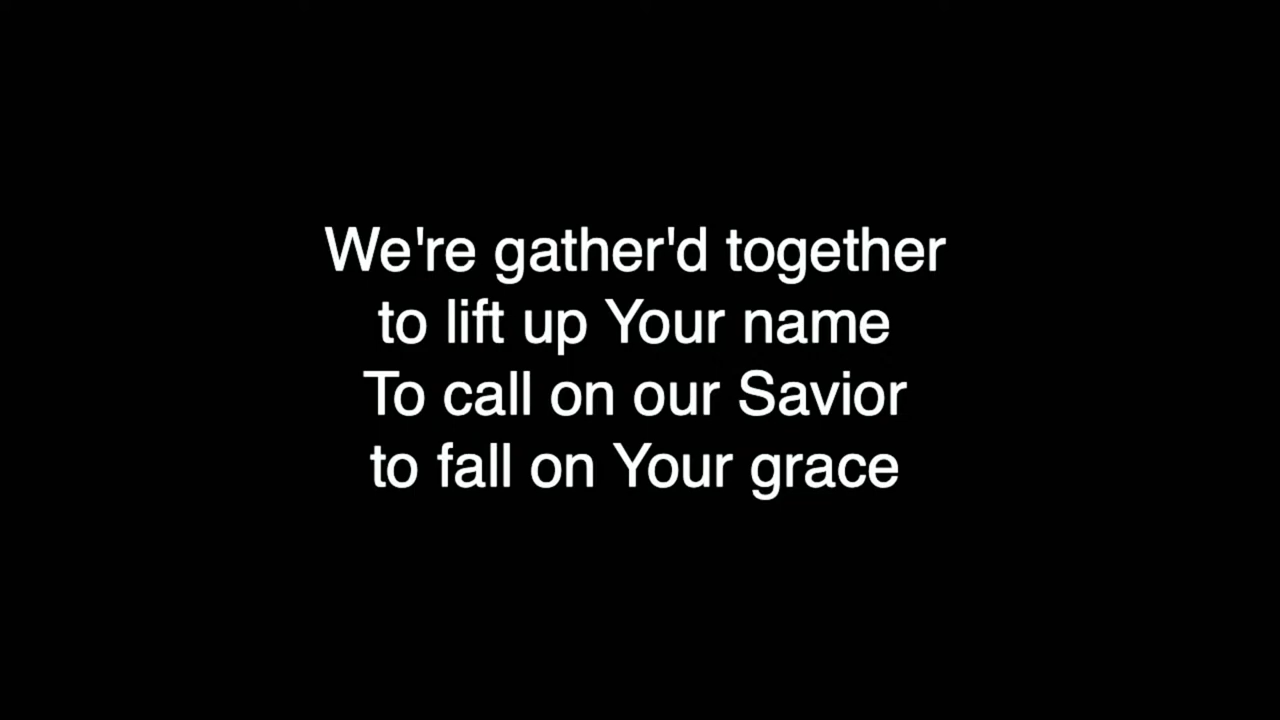 We're gather'd together
to lift up Your name
To call on our Savior
to fall on Your grace